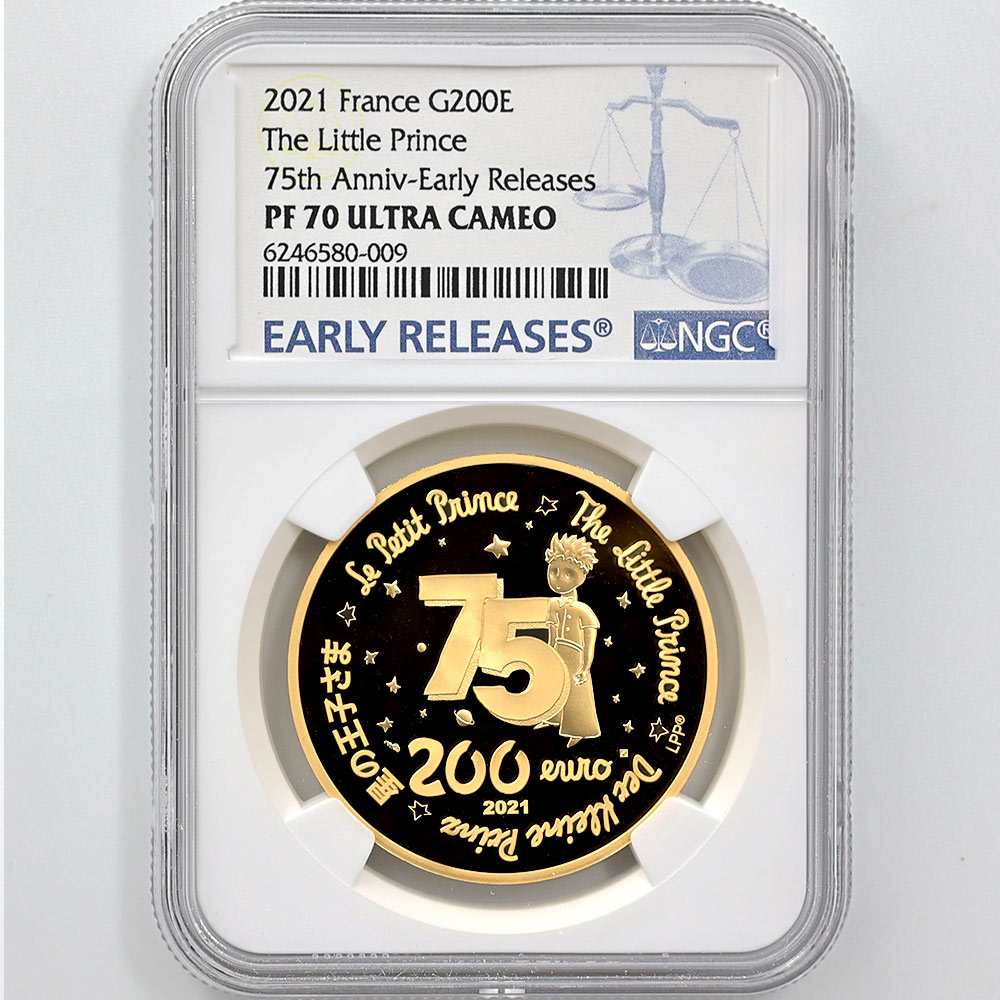 2021 France G200E
The Little Prince
75th Anniv-Early Releases
PF 70 ULTRA CAMEO
6246580-009
EARLY RELEASES®
NGC®
Le Petit Prince
The Little Prince
75
LPP®
星の王子さま
200 euro
2021
Der Kleine Prinz